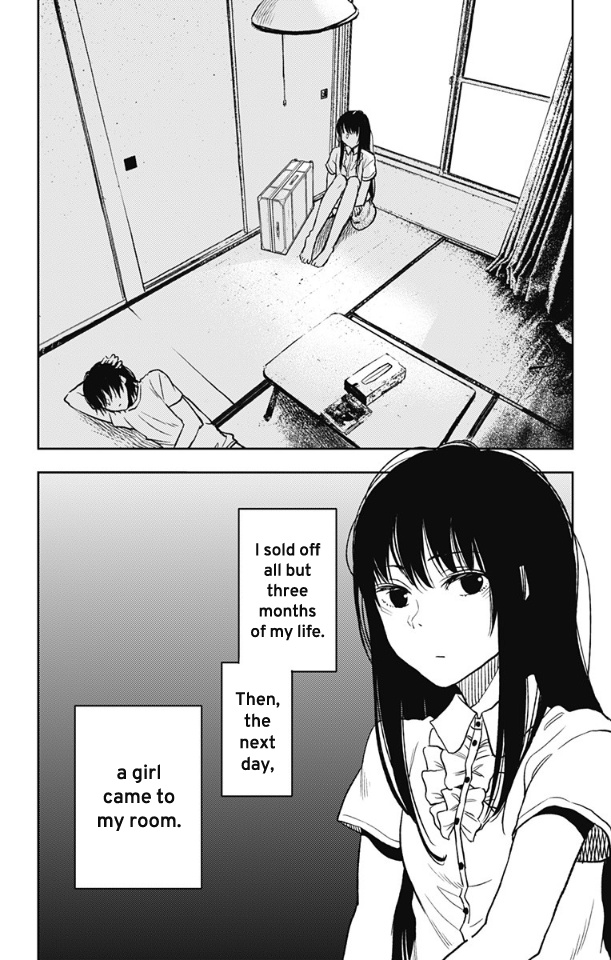 I sold off
all but
three
months
of my life.
Then,
the
next
day,
a girl
came to
my room.